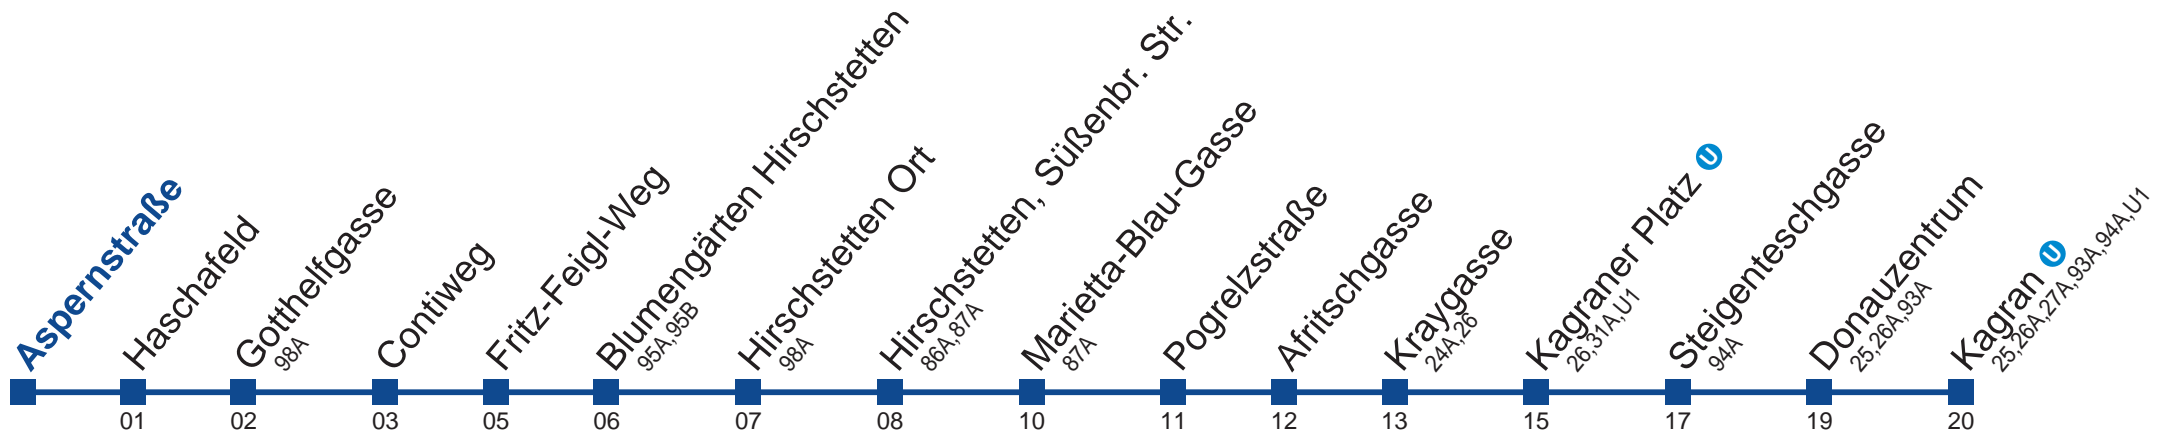 Aspernstraße
Haschafeld
Gotthelfgasse
98A
Contiweg
Fritz-Feigl-Weg
Blumengärten Hirschstetten
95A,95B
Hirschstetten Ort
98A
Hirschstetten, Süßenbr. Str.
86A,87A
Marietta-Blau-Gasse
87A
Pogrelzstraße
Afritschgasse
Kraygasse
24A,26
Kagraner Platz U
26,31A,U1
Steigenteschgasse
94A
Donauzentrum
25,26A,93A
Kagran U
25,26A,27A,93A,94A,U1
01 02 03 05 06 07 08 10 11 12 13 15 17 19 20